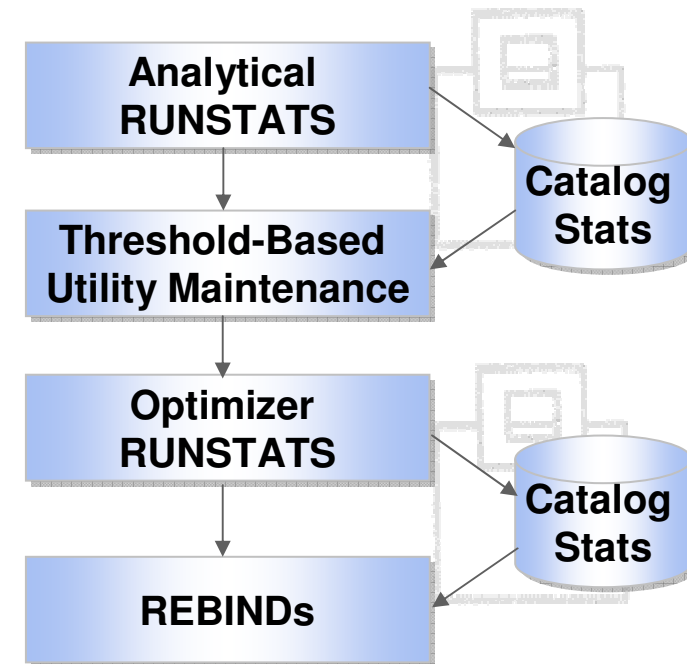 Analytical
RUNSTATS
Catalog
Stats
Threshold-Based
Utility Maintenance
Optimizer
RUNSTATS
Catalog
Stats
REBINDs